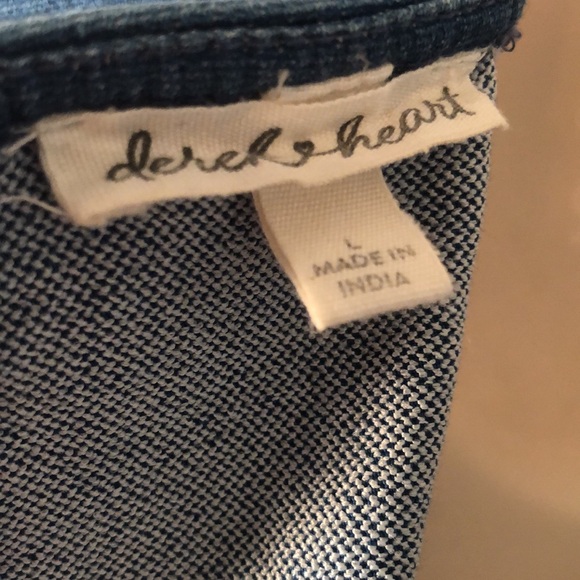 derek ♥ heart
L
MADE IN
INDIA